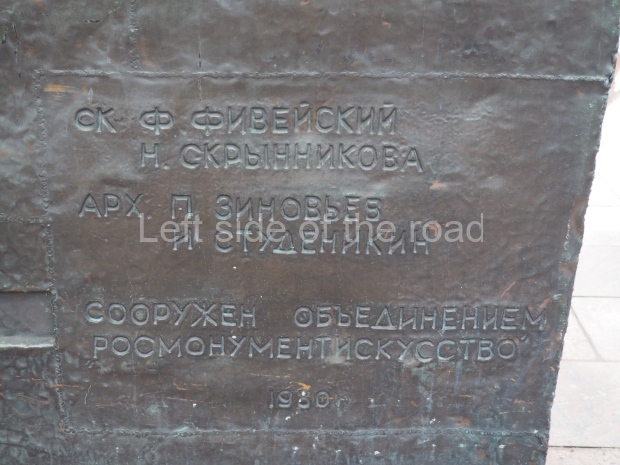 СК. Ф. ФИВЕЙСКИЙ
Н. СКРЫННИКОВА
АРХ. П. ЗИНОВЬЕВ
И. СТУДЕНИКИН
Left side of the road
СООРУЖЕН ОБЪЕДИНЕНИЕМ
"РОСМОНУМЕНТИСКУССТВО"
1980 г.